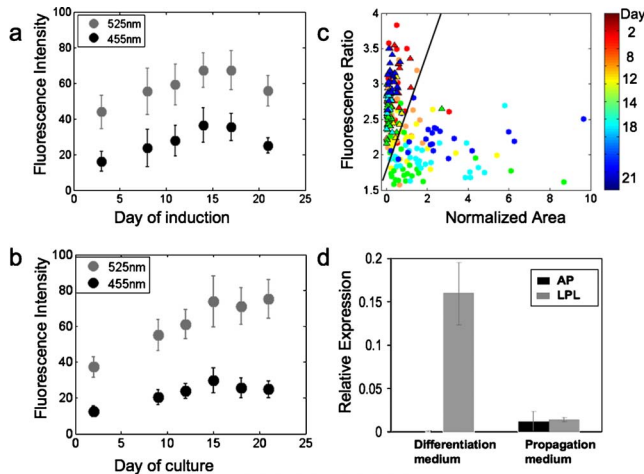 a
Fluorescence Intensity
100
80
60
40
20
0
525nm
455nm
0 5 10 15 20 25
Day of induction
b
Fluorescence Intensity
100
80
60
40
20
0
525nm
455nm
0 5 10 15 20 25
Day of culture
c
Fluorescence Ratio
4
3.5
3
2.5
2
1.5
0 2 4 6 8 10
Normalized Area
Day
2
8
12
14
18
21
d
Relative Expression
0.2
0.15
0.1
0.05
0
AP
LPL
Differentiation
medium
Propagation
medium